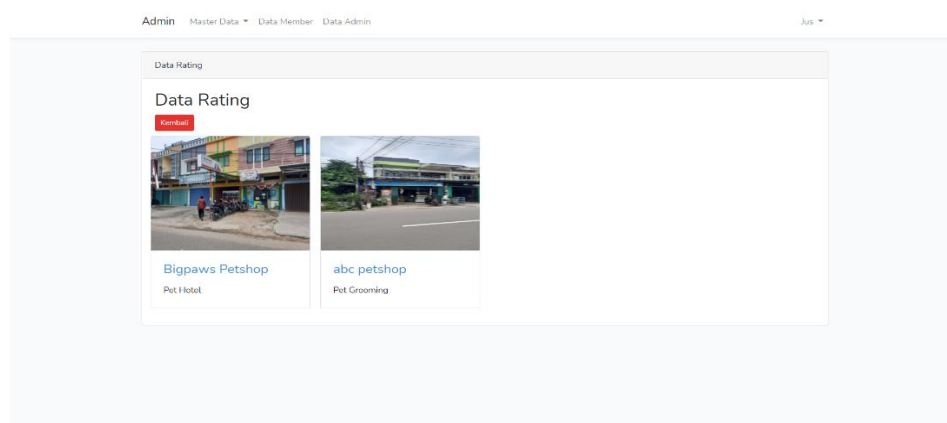 Admin Master Data Data Member Data Admin Jus
Data Rating
Data Rating
Kembali
Bigpaws Petshop abc petshop
Pet Hotel Pet Grooming